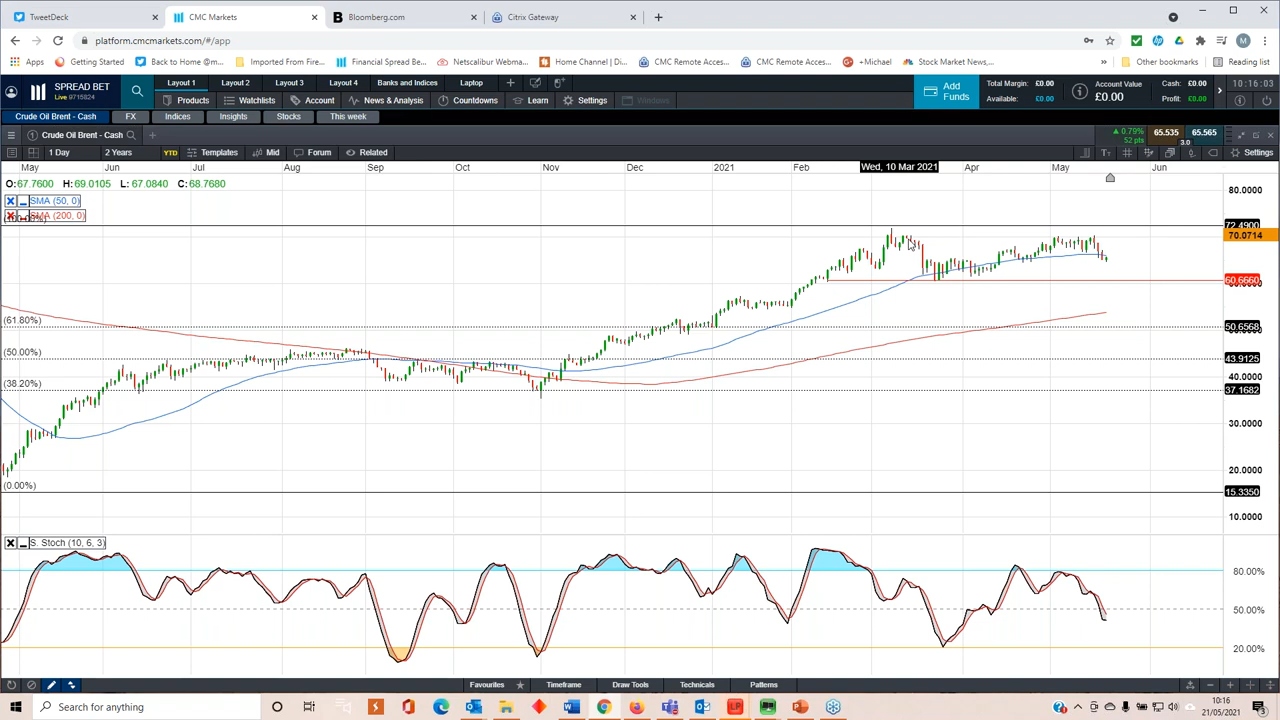 TweetDeck
CMC Markets
Bloomberg.com
Citrix Gateway
platform.cmcmarkets.com/#/app
Apps
Getting Started
Back to Home @m...
Imported From Fire...
Financial Spread Be...
Netscalibur Webma...
Home Channel | Di...
CMC Remote Acces...
CMC Remote Acces...
+Michael
Stock Market News,...
Other bookmarks
Reading list
SPREAD BET
Live 9715824
Layout 1
Layout 2
Layout 3
Layout 4
Banks and Indices
Laptop
Products
Watchlists
Account
News & Analysis
Countdowns
Learn
Settings
Windows
Add Funds
Total Margin: £0.00
Available: £0.00
Account Value
£0.00
Cash: £0.00
Profit: £0.00
10:16:03
Crude Oil Brent - Cash
FX
Indices
Insights
Stocks
This week
Crude Oil Brent - Cash
0.79%
52 pts
65.535
3.0
65.565
1 Day
2 Years
YTD
Templates
Mid
Forum
Related
Settings
May
Jun
Jul
Aug
Sep
Oct
Nov
Dec
2021
Feb
Wed, 10 Mar 2021
Apr
May
Jun
O:67.7600 H:69.0105 L: 67.0840 C:68.7680
SMA (50, 0)
SMA (200, 0)
80.0000
72.4900
70.0714
60.6660
(61.80%)
50.6568
(50.00%)
43.9125
40.0000
(38.20%)
37.1682
30.0000
20.0000
(0.00%)
15.3350
10.0000
S. Stoch (10, 6, 3)
80.00%
50.00%
20.00%
Favourites
Timeframe
Draw Tools
Technicals
Patterns
Search for anything
10:16
21/05/2021